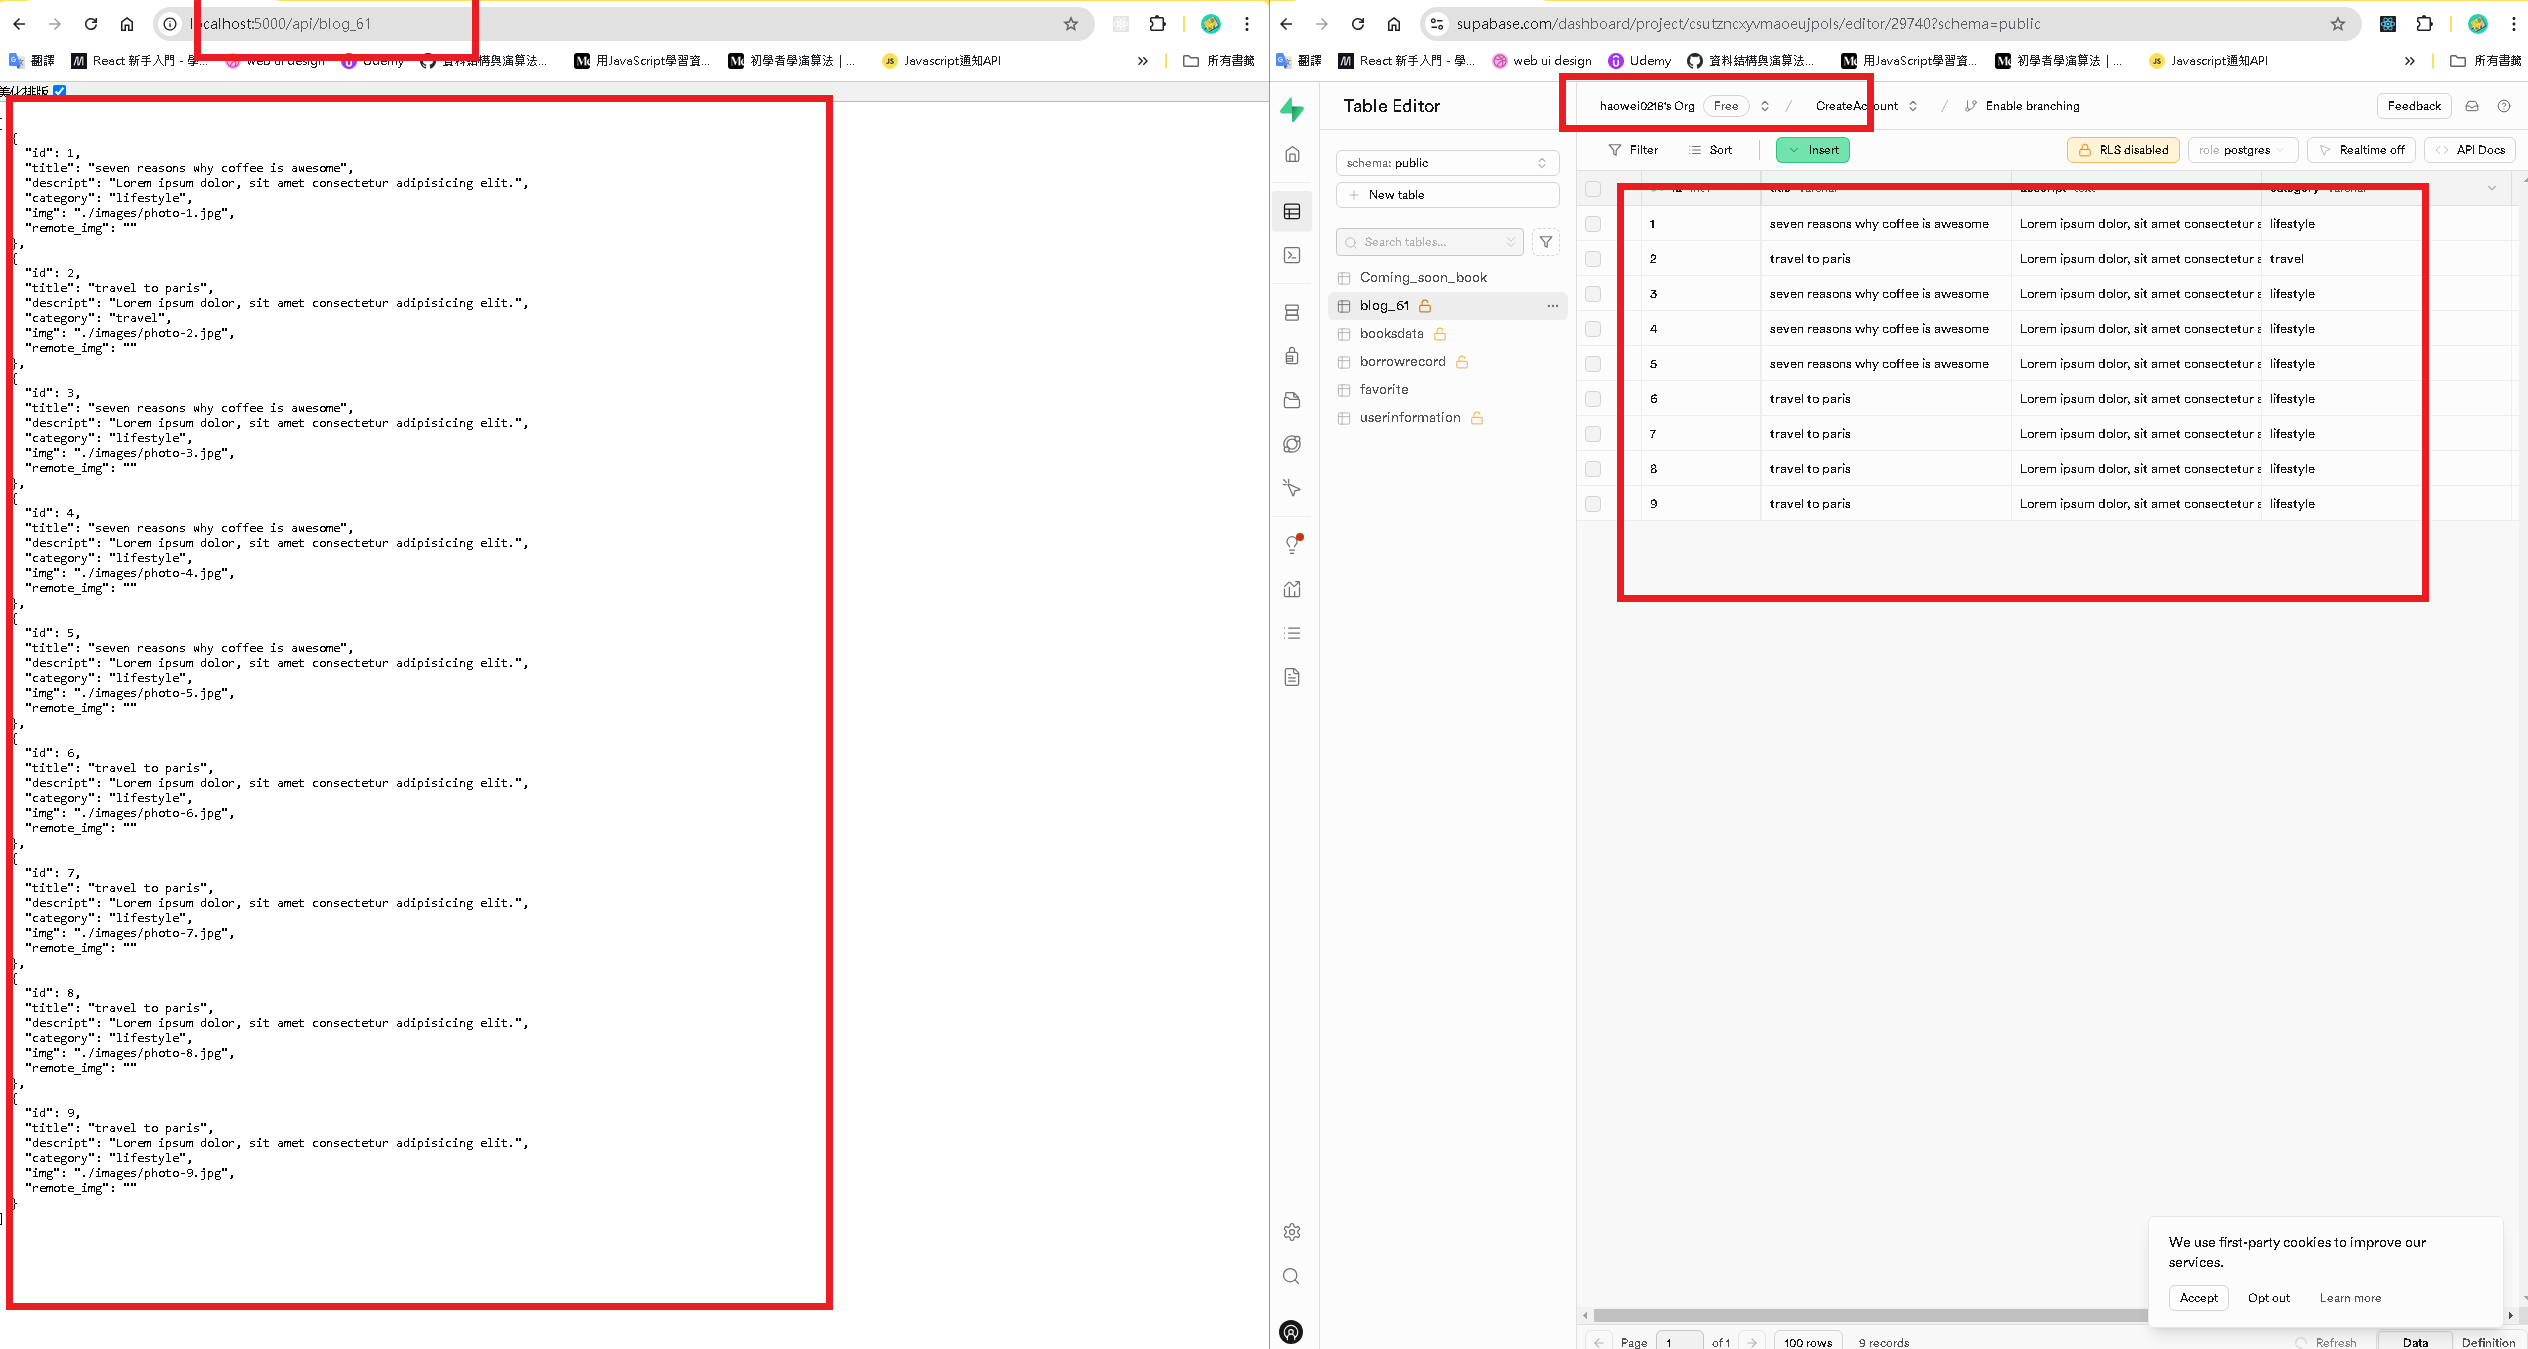 localhost:5000/api/blog_61
翻譯
React 新手入門 - 學...
web ui design
Udemy
資料結構與演算法...
用JavaScript學習資...
初學者學演算法｜...
Javascript通知API
所有書籤
美化排版
[
{
"id": 1,
"title": "seven reasons why coffee is awesome",
"descript": "Lorem ipsum dolor, sit amet consectetur adipisicing elit.",
"category": "lifestyle",
"img": "./images/photo-1.jpg",
"remote_img": ""
},
{
"id": 2,
"title": "travel to paris",
"descript": "Lorem ipsum dolor, sit amet consectetur adipisicing elit.",
"category": "travel",
"img": "./images/photo-2.jpg",
"remote_img": ""
},
{
"id": 3,
"title": "seven reasons why coffee is awesome",
"descript": "Lorem ipsum dolor, sit amet consectetur adipisicing elit.",
"category": "lifestyle",
"img": "./images/photo-3.jpg",
"remote_img": ""
},
{
"id": 4,
"title": "seven reasons why coffee is awesome",
"descript": "Lorem ipsum dolor, sit amet consectetur adipisicing elit.",
"category": "lifestyle",
"img": "./images/photo-4.jpg",
"remote_img": ""
},
{
"id": 5,
"title": "seven reasons why coffee is awesome",
"descript": "Lorem ipsum dolor, sit amet consectetur adipisicing elit.",
"category": "lifestyle",
"img": "./images/photo-5.jpg",
"remote_img": ""
},
{
"id": 6,
"title": "travel to paris",
"descript": "Lorem ipsum dolor, sit amet consectetur adipisicing elit.",
"category": "lifestyle",
"img": "./images/photo-6.jpg",
"remote_img": ""
},
{
"id": 7,
"title": "travel to paris",
"descript": "Lorem ipsum dolor, sit amet consectetur adipisicing elit.",
"category": "lifestyle",
"img": "./images/photo-7.jpg",
"remote_img": ""
},
{
"id": 8,
"title": "travel to paris",
"descript": "Lorem ipsum dolor, sit amet consectetur adipisicing elit.",
"category": "lifestyle",
"img": "./images/photo-8.jpg",
"remote_img": ""
},
{
"id": 9,
"title": "travel to paris",
"descript": "Lorem ipsum dolor, sit amet consectetur adipisicing elit.",
"category": "lifestyle",
"img": "./images/photo-9.jpg",
"remote_img": ""
}
]
supabase.com/dashboard/project/csutzncxyvmaoeujpols/editor/29740?schema=public
翻譯
React 新手入門 - 學...
web ui design
Udemy
資料結構與演算法...
用JavaScript學習資...
初學者學演算法｜...
Javascript通知API
所有書籤
Table Editor
haowei0218's Org Free / CreateAccount / Enable branching
Feedback
schema: public
New table
Search tables...
Coming_soon_book
blog_61
booksdata
borrowrecord
favorite
userinformation
Filter Sort Insert
RLS disabled
role postgres
Realtime off
API Docs
1 seven reasons why coffee is awesome Lorem ipsum dolor, sit amet consectetur a lifestyle
2 travel to paris Lorem ipsum dolor, sit amet consectetur a travel
3 seven reasons why coffee is awesome Lorem ipsum dolor, sit amet consectetur a lifestyle
4 seven reasons why coffee is awesome Lorem ipsum dolor, sit amet consectetur a lifestyle
5 seven reasons why coffee is awesome Lorem ipsum dolor, sit amet consectetur a lifestyle
6 travel to paris Lorem ipsum dolor, sit amet consectetur a lifestyle
7 travel to paris Lorem ipsum dolor, sit amet consectetur a lifestyle
8 travel to paris Lorem ipsum dolor, sit amet consectetur a lifestyle
9 travel to paris Lorem ipsum dolor, sit amet consectetur a lifestyle
We use first-party cookies to improve our
services.
Accept Opt out Learn more
Page 1 of 1 100 rows 9 records
Refresh Data Definition